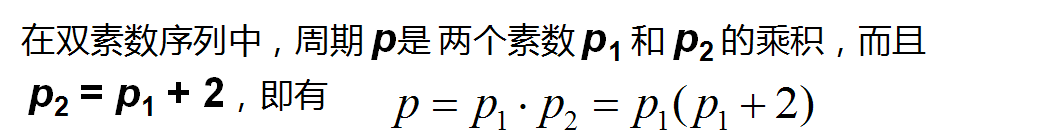 在双素数序列中，周期 p是 两个素数 p₁ 和 p₂ 的乘积，而且
p₂ = p₁ + 2，即有 p = p₁ · p₂ = p₁(p₁ + 2)